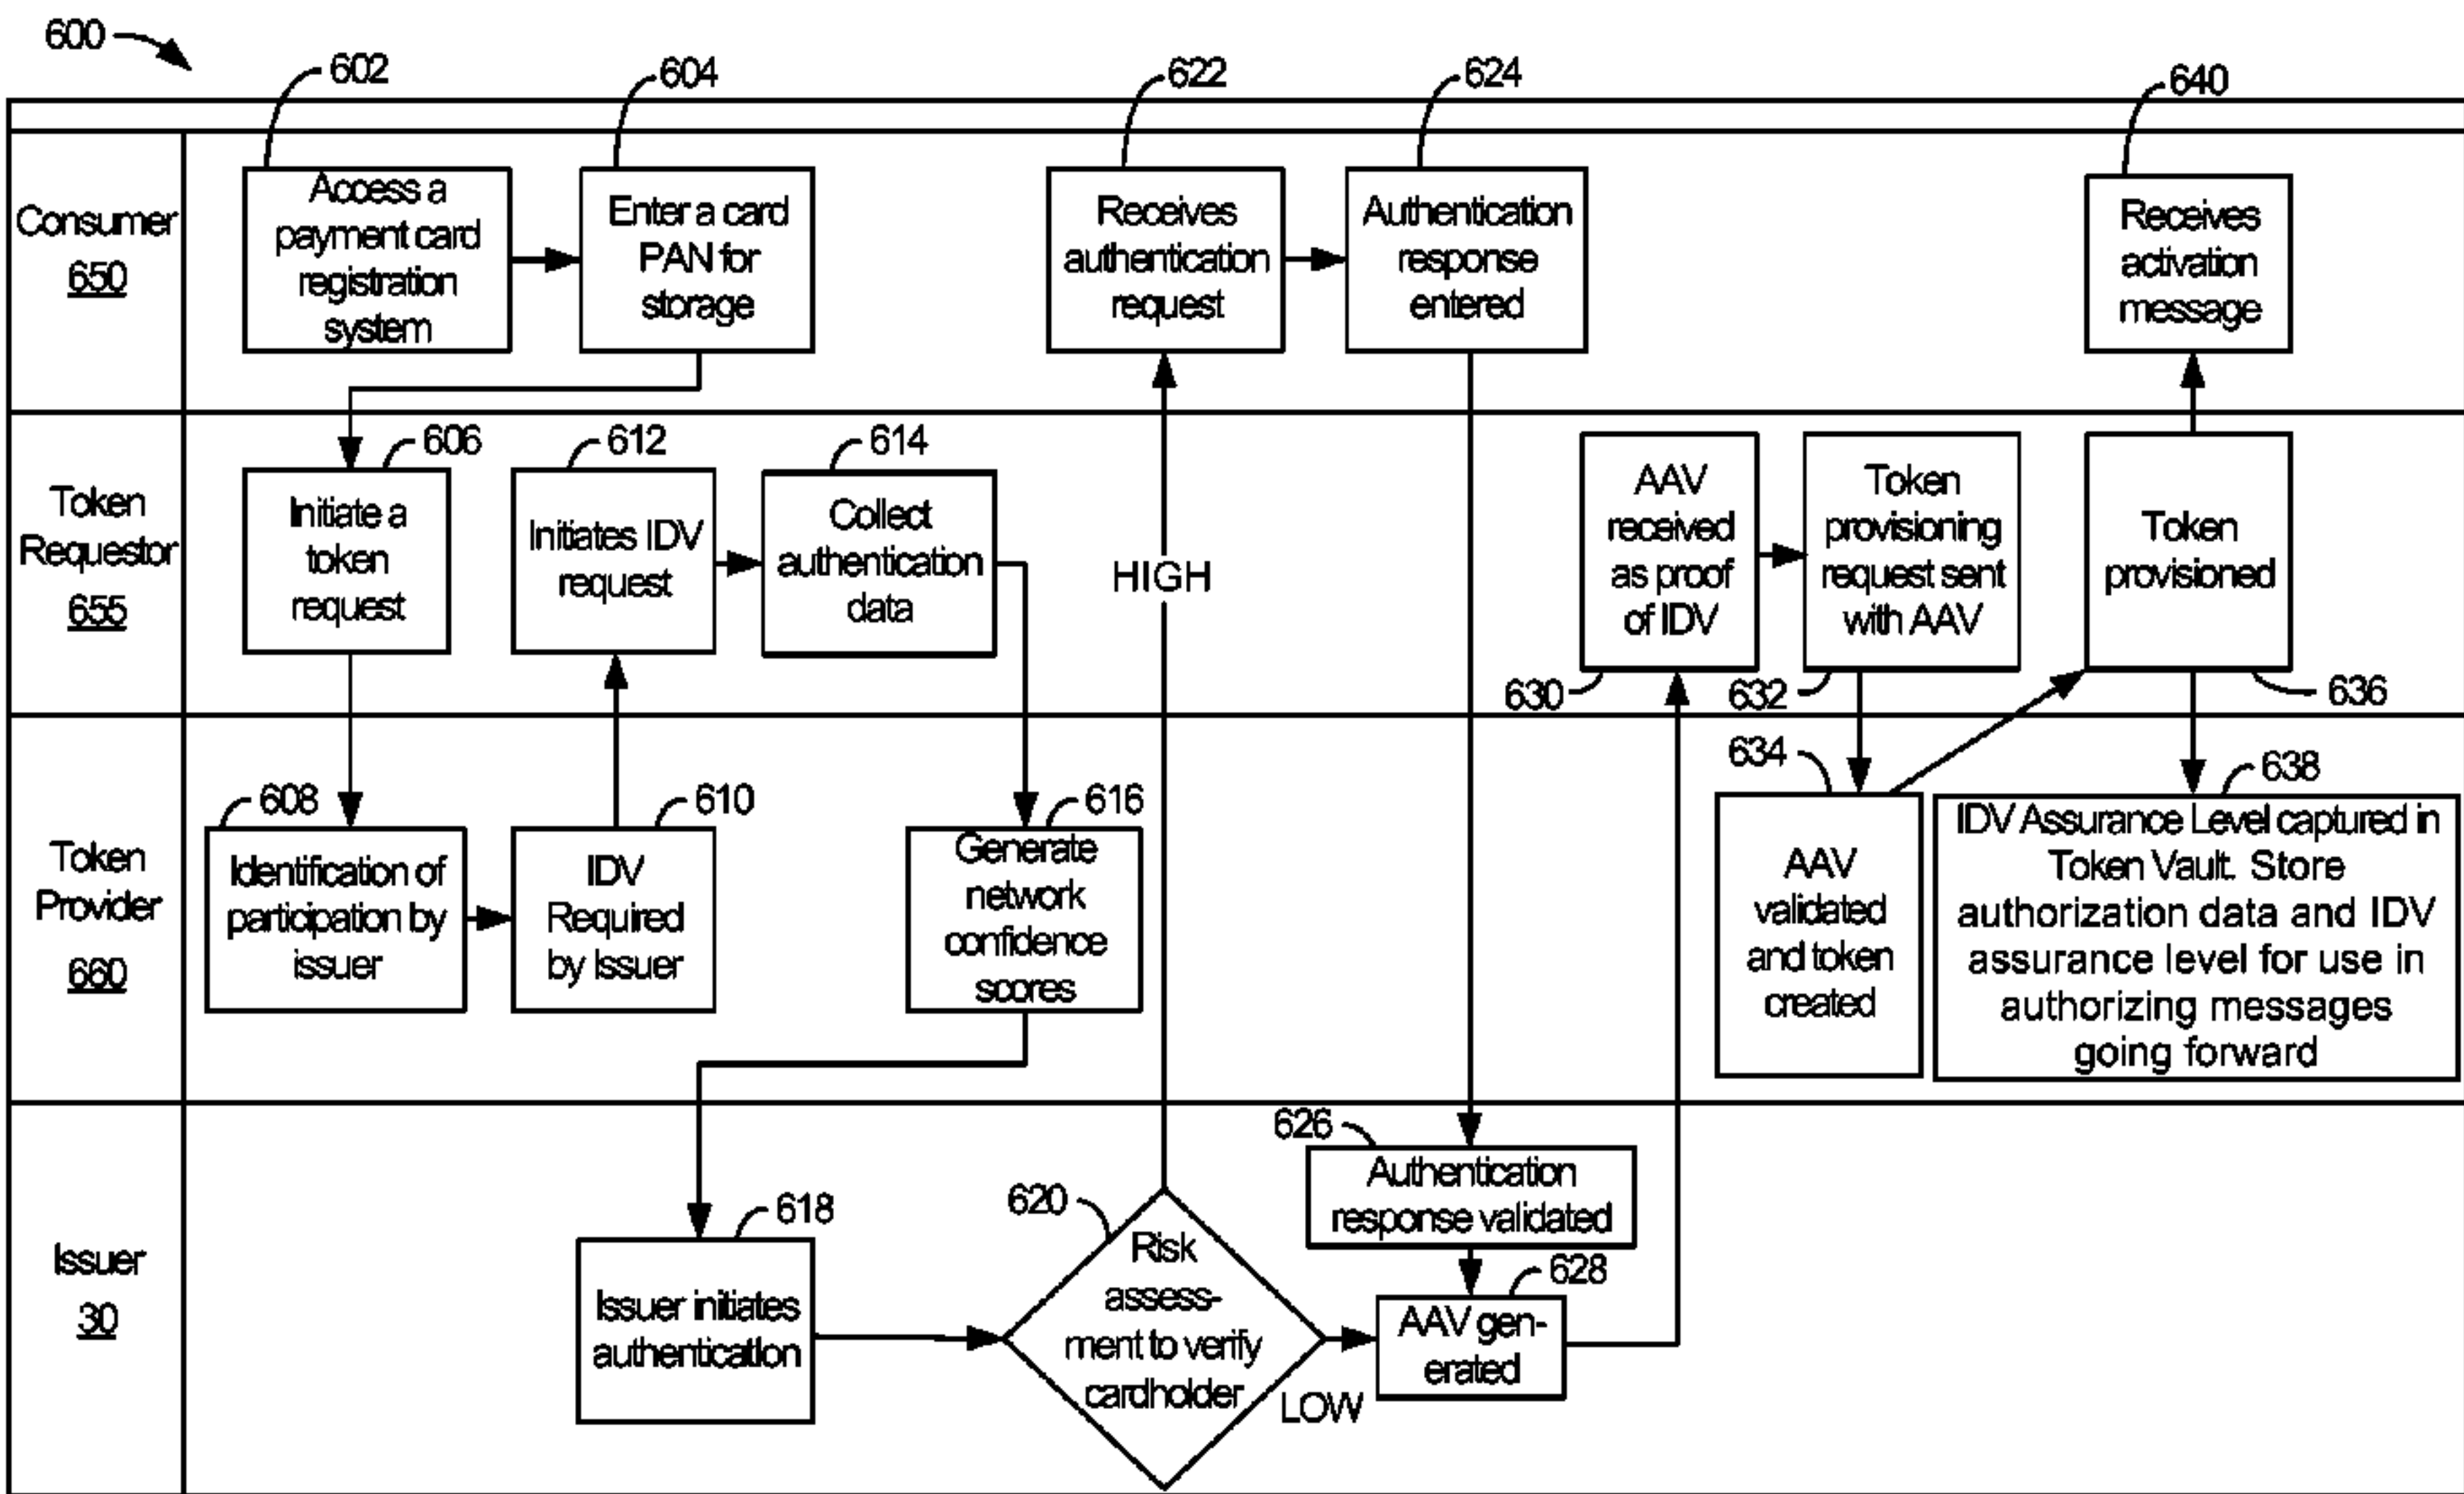 600
602
604
622
624
640
Consumer
650
Access a
payment card
registration
system
Enter a card
PAN for
storage
Receives
authentication
request
Authentication
response
entered
Receives
activation
message
Token
Requestor
655
606
Initiate a
token
request
612
Initiates IDV
request
614
Collect
authentication
data
HIGH
AAV
received
as proof
of IDV
630
Token
provisioning
request sent
with AAV
632
Token
provisioned
636
Token
Provider
660
608
Identification of
participation by
issuer
610
IDV
Required
by Issuer
616
Generate
network
confidence
scores
634
AAV
validated
and token
created
638
IDV Assurance Level captured in
Token Vault. Store
authorization data and IDV
assurance level for use in
authorizing messages
going forward
Issuer
30
618
Issuer initiates
authentication
620
Risk
assess-
ment to verify
cardholder
LOW
626
Authentication
response validated
628
AAV gen-
erated